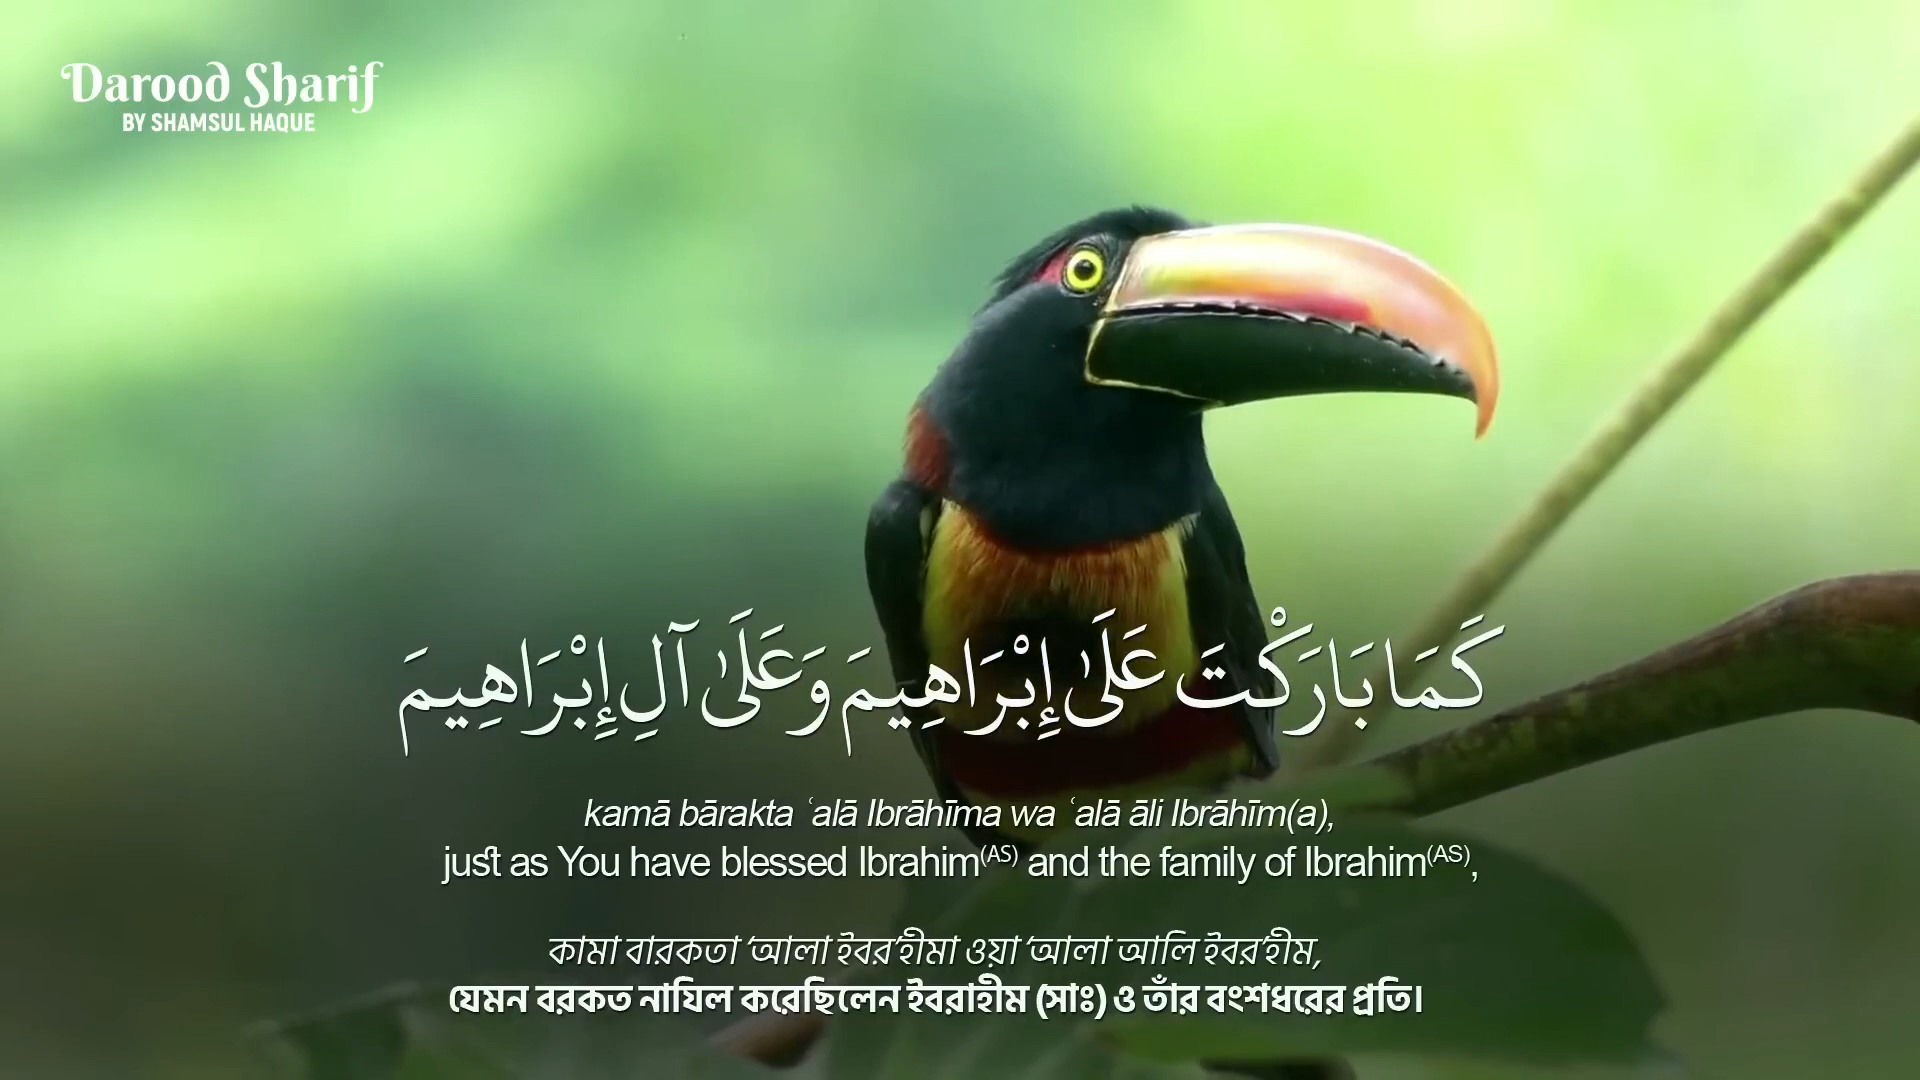 Darood Sharif
BY SHAMSUL HAQUE
كَمَا بَارَكْتَ عَلَىٰ إِبْرَاهِيمَ وَعَلَىٰ آلِ إِبْرَاهِيمَ
kamā bārakta ʿalā Ibrāhīma wa ʿalā āli Ibrāhīm(a),
just as You have blessed Ibrahim(AS) and the family of Ibrahim(AS),
কামা বারকতা ‘আলা ইবর’হীমা ওয়া ‘আলা আলি ইবর’হীম,
যেমন বরকত নাযিল করেছিলেন ইবরাহীম (সাঃ) ও তাঁর বংশধরের প্রতি।